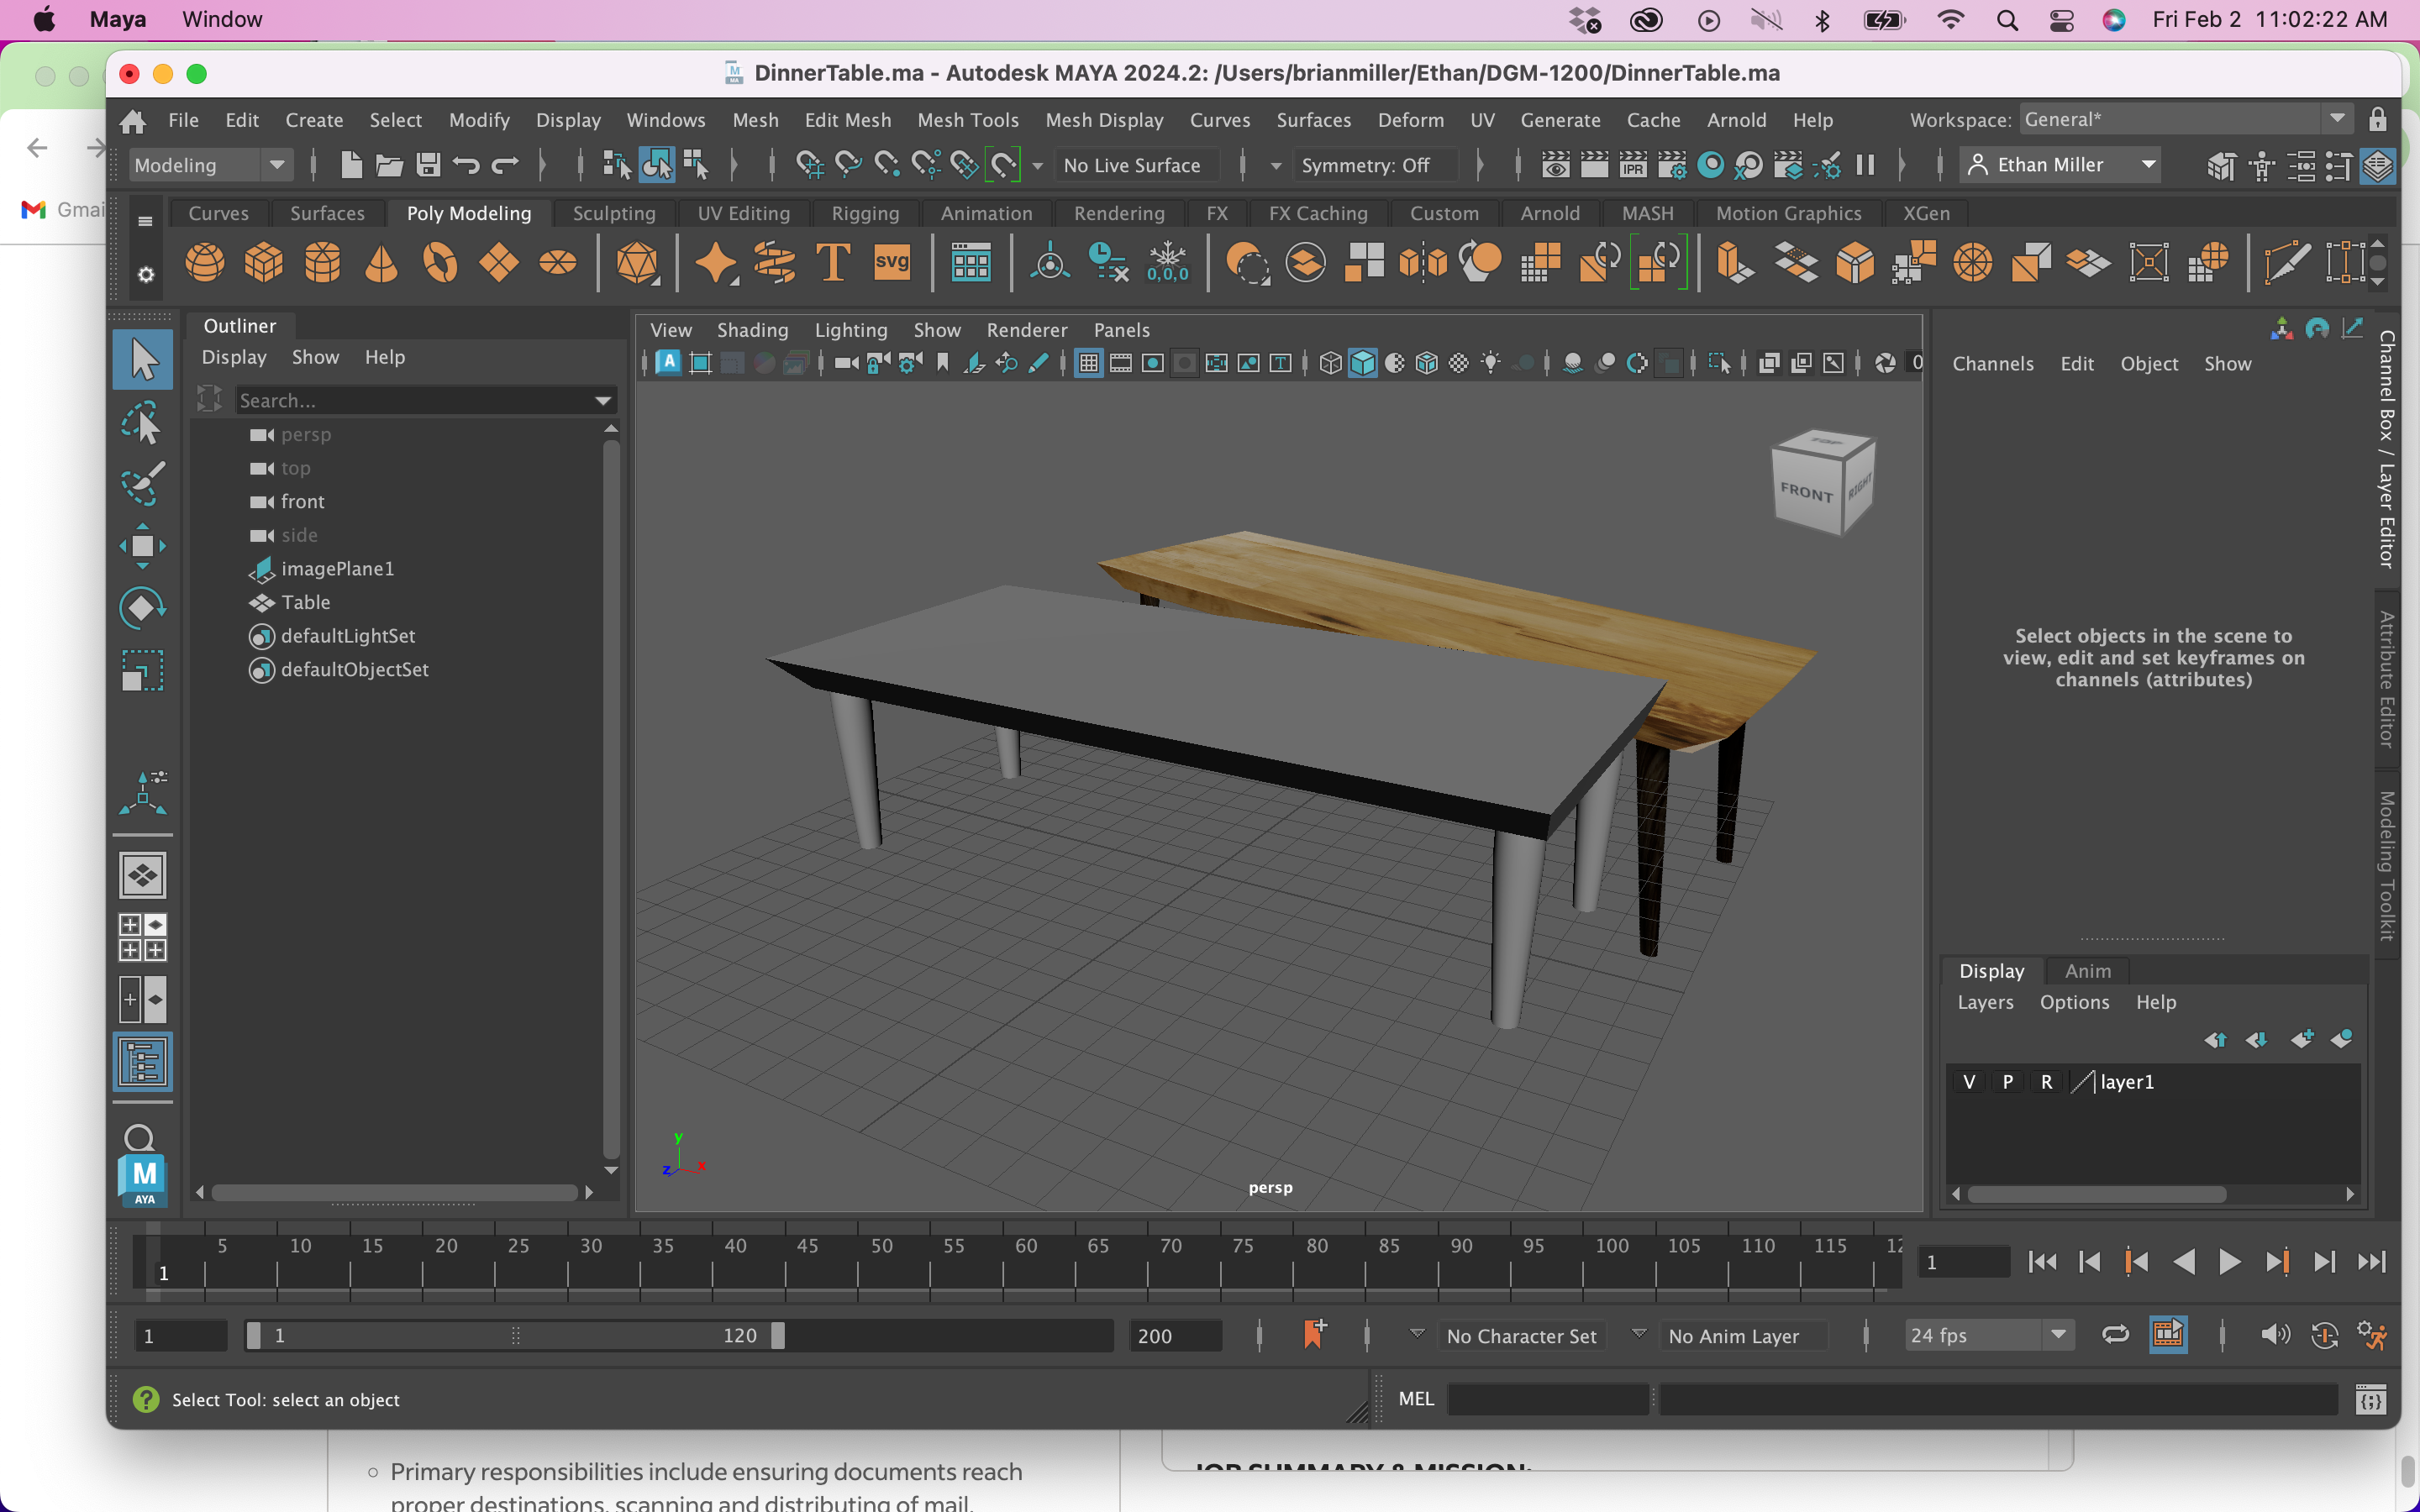 Maya Window
Fri Feb 2 11:02:22 AM
DinnerTable.ma - Autodesk MAYA 2024.2: /Users/brianmiller/Ethan/DGM-1200/DinnerTable.ma
File Edit Create Select Modify Display Windows Mesh Edit Mesh Mesh Tools Mesh Display Curves Surfaces Deform UV Generate Cache Arnold Help
Workspace: General*
Modeling
No Live Surface
Symmetry: Off
IPR
Ethan Miller
Gmai
Curves Surfaces Poly Modeling Sculpting UV Editing Rigging Animation Rendering FX FX Caching Custom Arnold MASH Motion Graphics XGen
T
svg
0,0,0
Outliner
Display Show Help
Search...
persp
top
front
side
imagePlane1
Table
defaultLightSet
defaultObjectSet
View Shading Lighting Show Renderer Panels
A
T
0
TOP
FRONT
RIGHT
y
z
x
persp
Channels Edit Object Show
Select objects in the scene to
view, edit and set keyframes on
channels (attributes)
Channel Box / Layer Editor
Attribute Editor
Modeling Toolkit
Display Anim
Layers Options Help
V P R layer1
M
AYA
5 10 15 20 25 30 35 40 45 50 55 60 65 70 75 80 85 90 95 100 105 110 115 12
1
1
1
1 120
200
No Character Set
No Anim Layer
24 fps
Select Tool: select an object
MEL
Primary responsibilities include ensuring documents reach
proper destinations, scanning and distributing of mail,
JOB SUMMARY & MISSION: